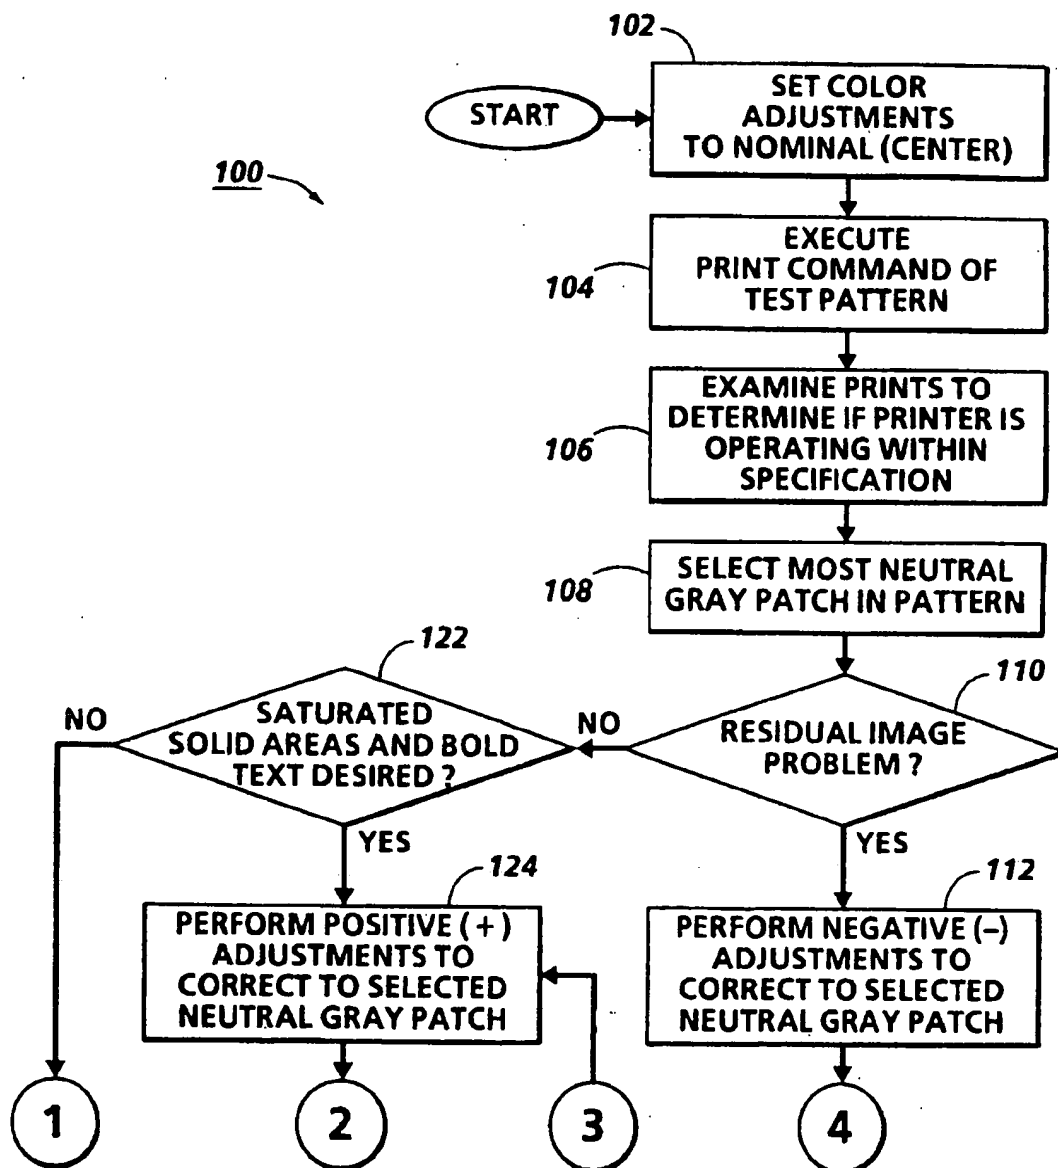 102
START
SET COLOR
ADJUSTMENTS
TO NOMINAL (CENTER)
100
104
EXECUTE
PRINT COMMAND OF
TEST PATTERN
106
EXAMINE PRINTS TO
DETERMINE IF PRINTER IS
OPERATING WITHIN
SPECIFICATION
108
SELECT MOST NEUTRAL
GRAY PATCH IN PATTERN
110
RESIDUAL IMAGE
PROBLEM ?
NO
YES
122
SATURATED
SOLID AREAS AND BOLD
TEXT DESIRED ?
NO
YES
124
PERFORM POSITIVE (+)
ADJUSTMENTS TO
CORRECT TO SELECTED
NEUTRAL GRAY PATCH
112
PERFORM NEGATIVE (–)
ADJUSTMENTS TO
CORRECT TO SELECTED
NEUTRAL GRAY PATCH
1
2
3
4